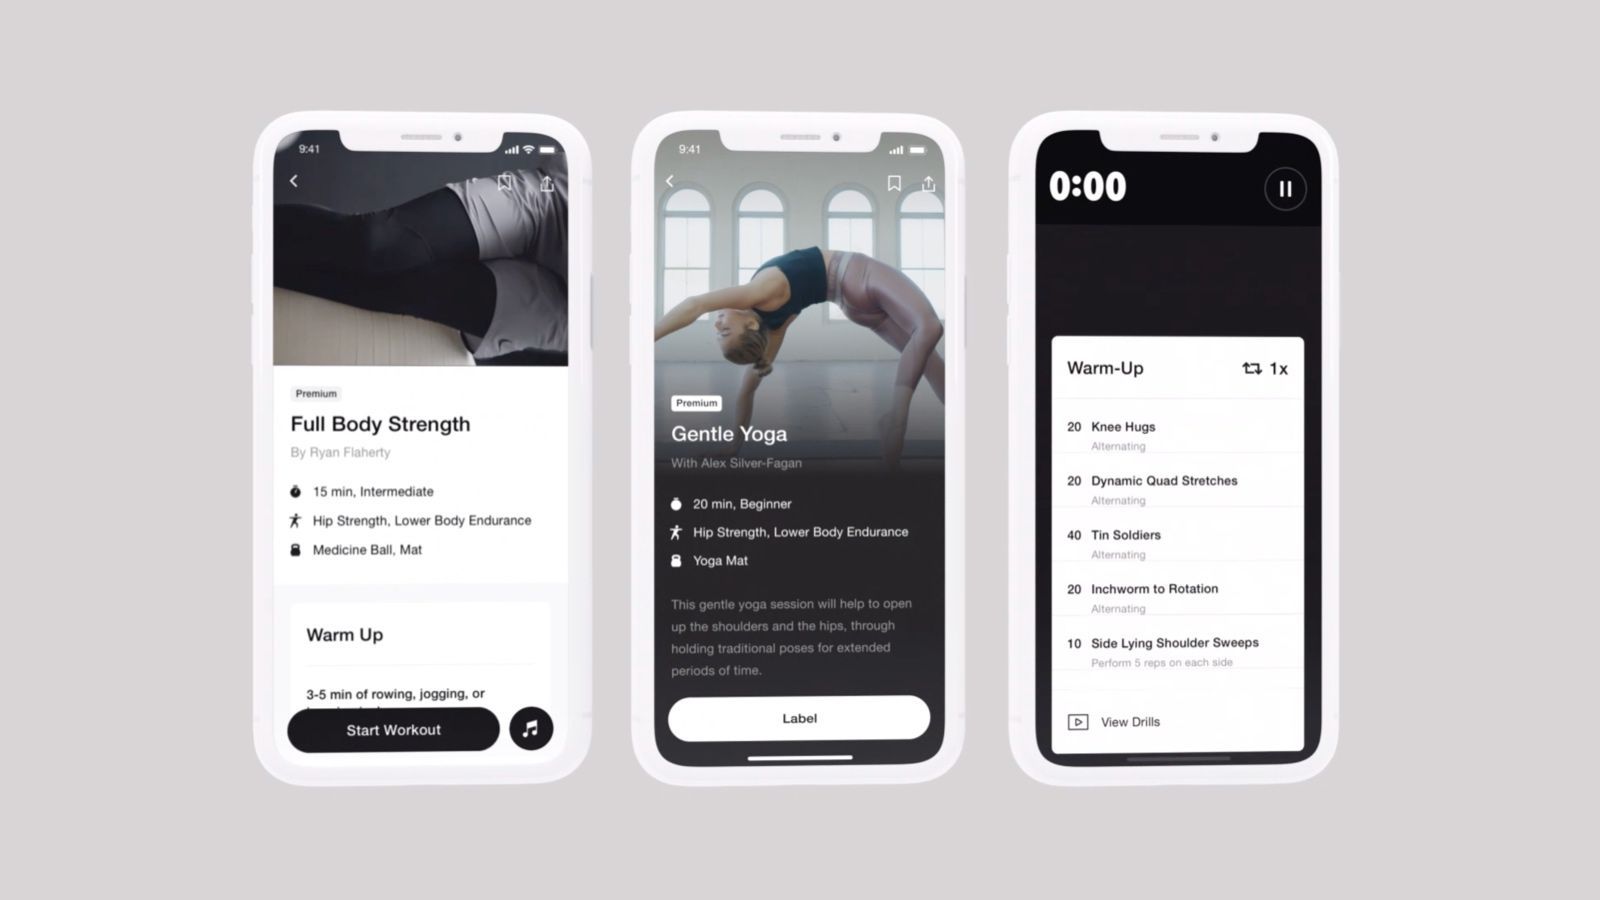 9:41
Premium
Full Body Strength
By Ryan Flaherty
15 min, Intermediate
Hip Strength, Lower Body Endurance
Medicine Ball, Mat
Warm Up
3-5 min of rowing, jogging, or
Start Workout
9:41
Premium
Gentle Yoga
With Alex Silver-Fagan
20 min, Beginner
Hip Strength, Lower Body Endurance
Yoga Mat
This gentle yoga session will help to open
up the shoulders and the hips, through
holding traditional poses for extended
periods of time.
Label
0:00
Warm-Up 1x
20 Knee Hugs
Alternating
20 Dynamic Quad Stretches
Alternating
40 Tin Soldiers
Alternating
20 Inchworm to Rotation
Alternating
10 Side Lying Shoulder Sweeps
Perform 5 reps on each side
View Drills